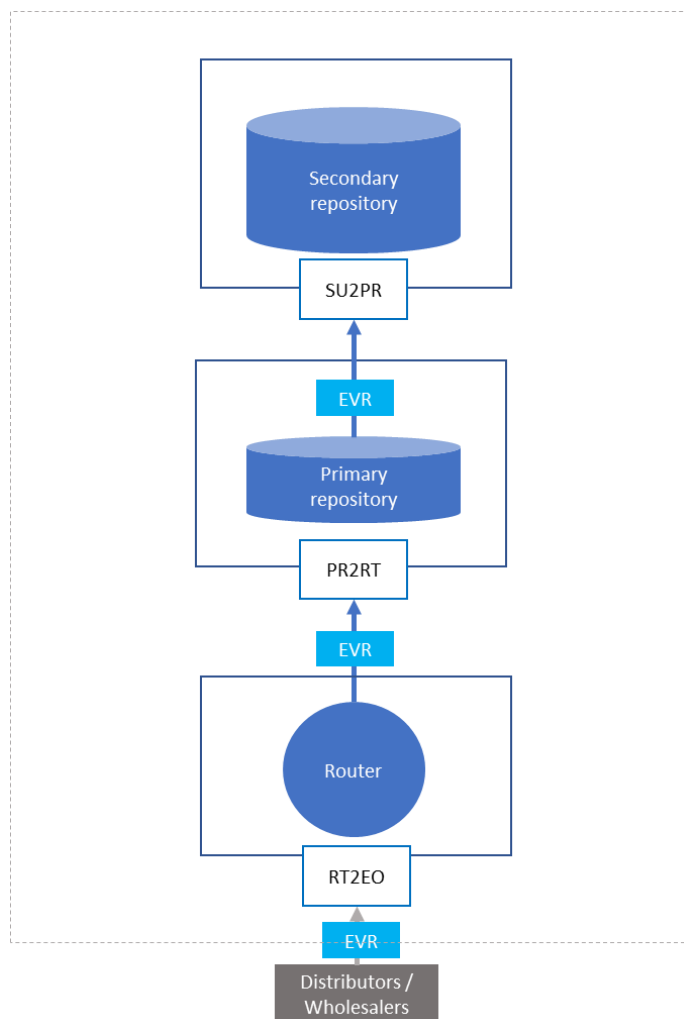 Secondary
repository
SU2PR
EVR
Primary
repository
PR2RT
EVR
Router
RT2EO
EVR
Distributors /
Wholesalers